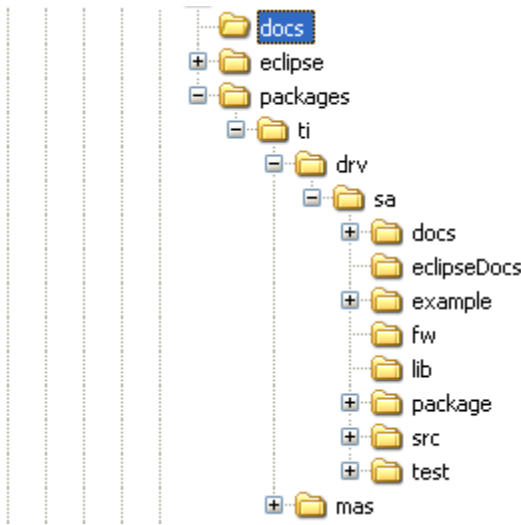 docs
eclipse
packages
ti
drv
sa
docs
eclipseDocs
example
fw
lib
package
src
test
mas